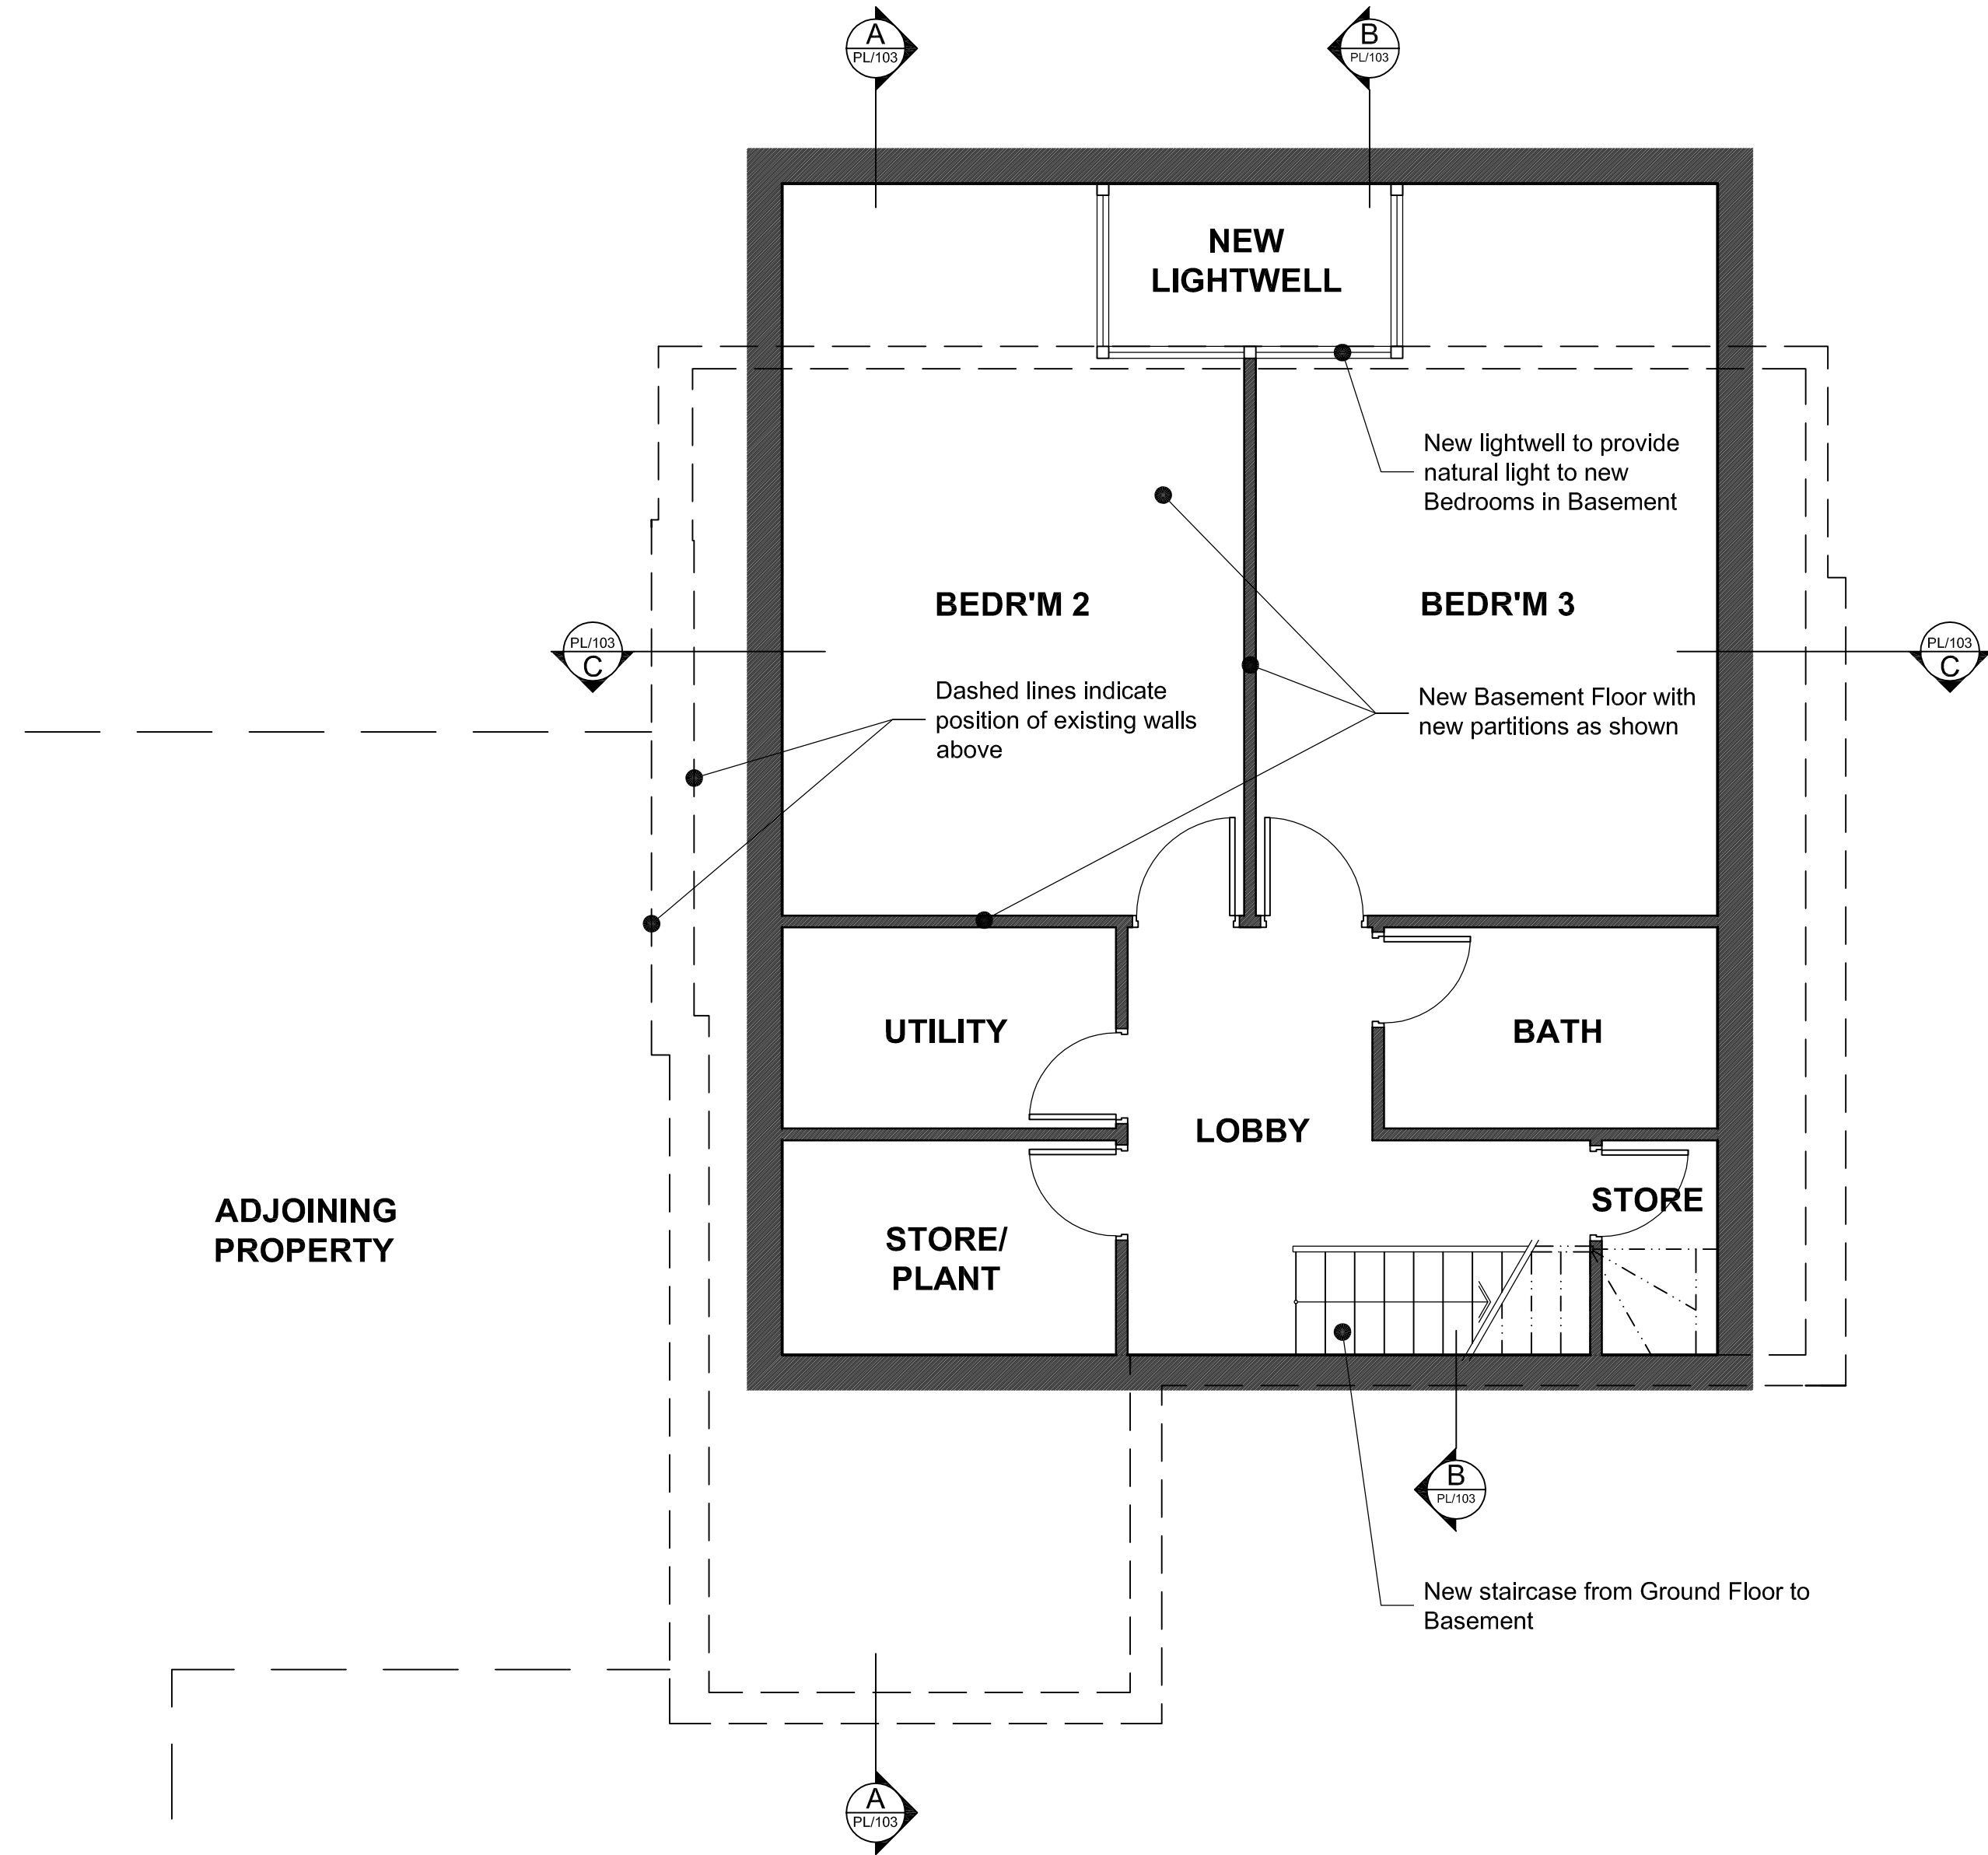 A
PL/103
B
PL/103
NEW
LIGHTWELL
New lightwell to provide
natural light to new
Bedrooms in Basement
BEDR'M 2
BEDR'M 3
PL/103
C
PL/103
C
Dashed lines indicate
position of existing walls
above
New Basement Floor with
new partitions as shown
UTILITY
BATH
LOBBY
STORE
ADJOINING
PROPERTY
STORE/
PLANT
B
PL/103
New staircase from Ground Floor to
Basement
A
PL/103